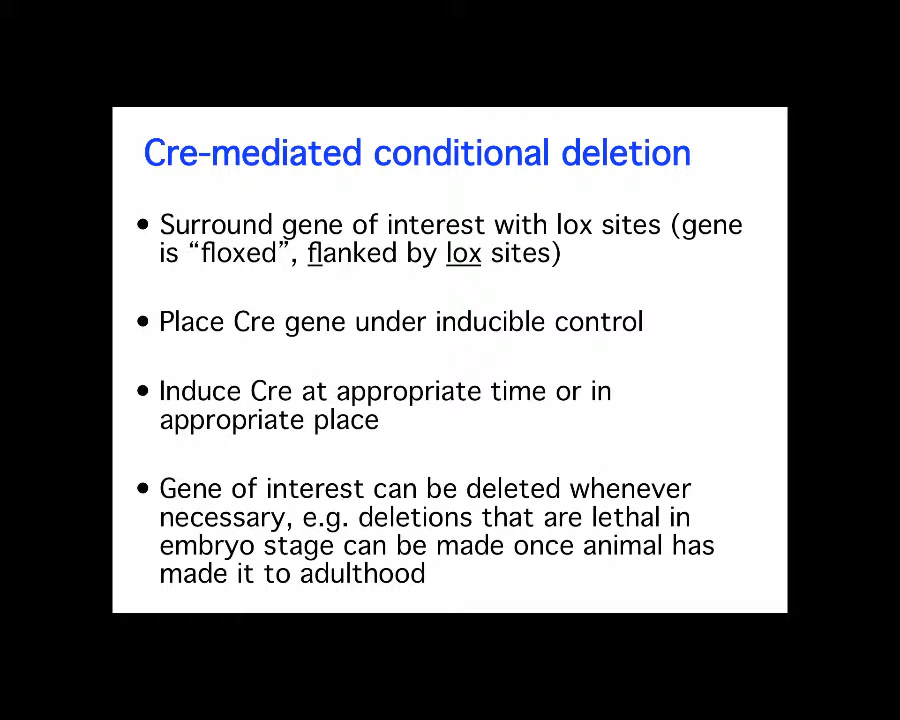 Cre-mediated conditional deletion
• Surround gene of interest with lox sites (gene
is “floxed”, flanked by lox sites)
• Place Cre gene under inducible control
• Induce Cre at appropriate time or in
appropriate place
• Gene of interest can be deleted whenever
necessary, e.g. deletions that are lethal in
embryo stage can be made once animal has
made it to adulthood